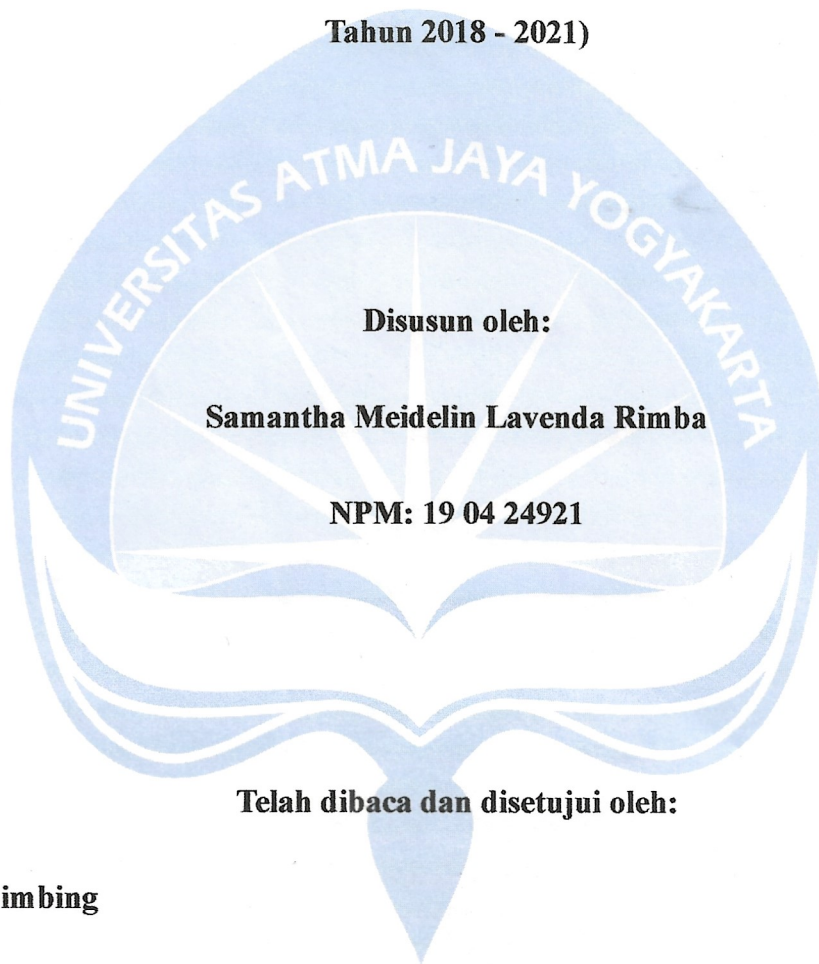 Tahun 2018 - 2021)
UNIVERSITAS ATMA JAYA YOGYAKARTA
Disusun oleh:
Samantha Meidelin Lavenda Rimba
NPM: 19 04 24921
Telah dibaca dan disetujui oleh:
imbing